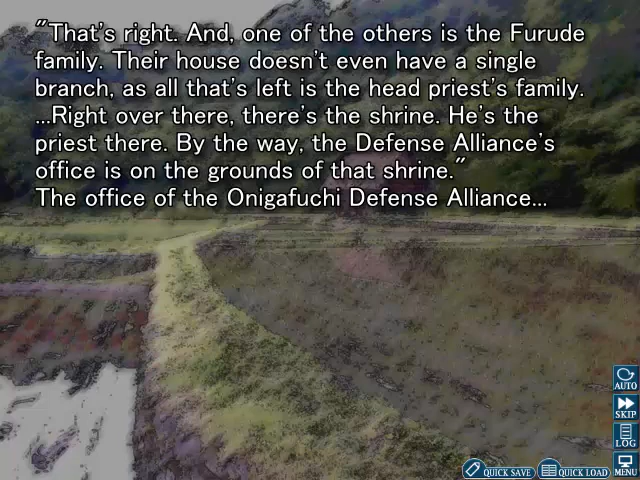 "That's right. And, one of the others is the Furude
family. Their house doesn't even have a single
branch, as all that's left is the head priest's family.
...Right over there, there's the shrine. He's the
priest there. By the way, the Defense Alliance's
office is on the grounds of that shrine."
The office of the Onigafuchi Defense Alliance...
AUTO
SKIP
LOG
MENU
QUICK SAVE
QUICK LOAD